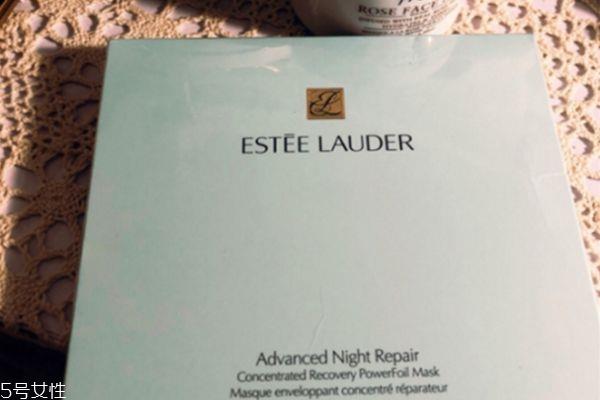 ROSE FACE
ESTĒE LAUDER
Advanced Night Repair
Concentrated Recovery PowerFoil Mask
Masque enveloppant concentré réparateur
5号女性